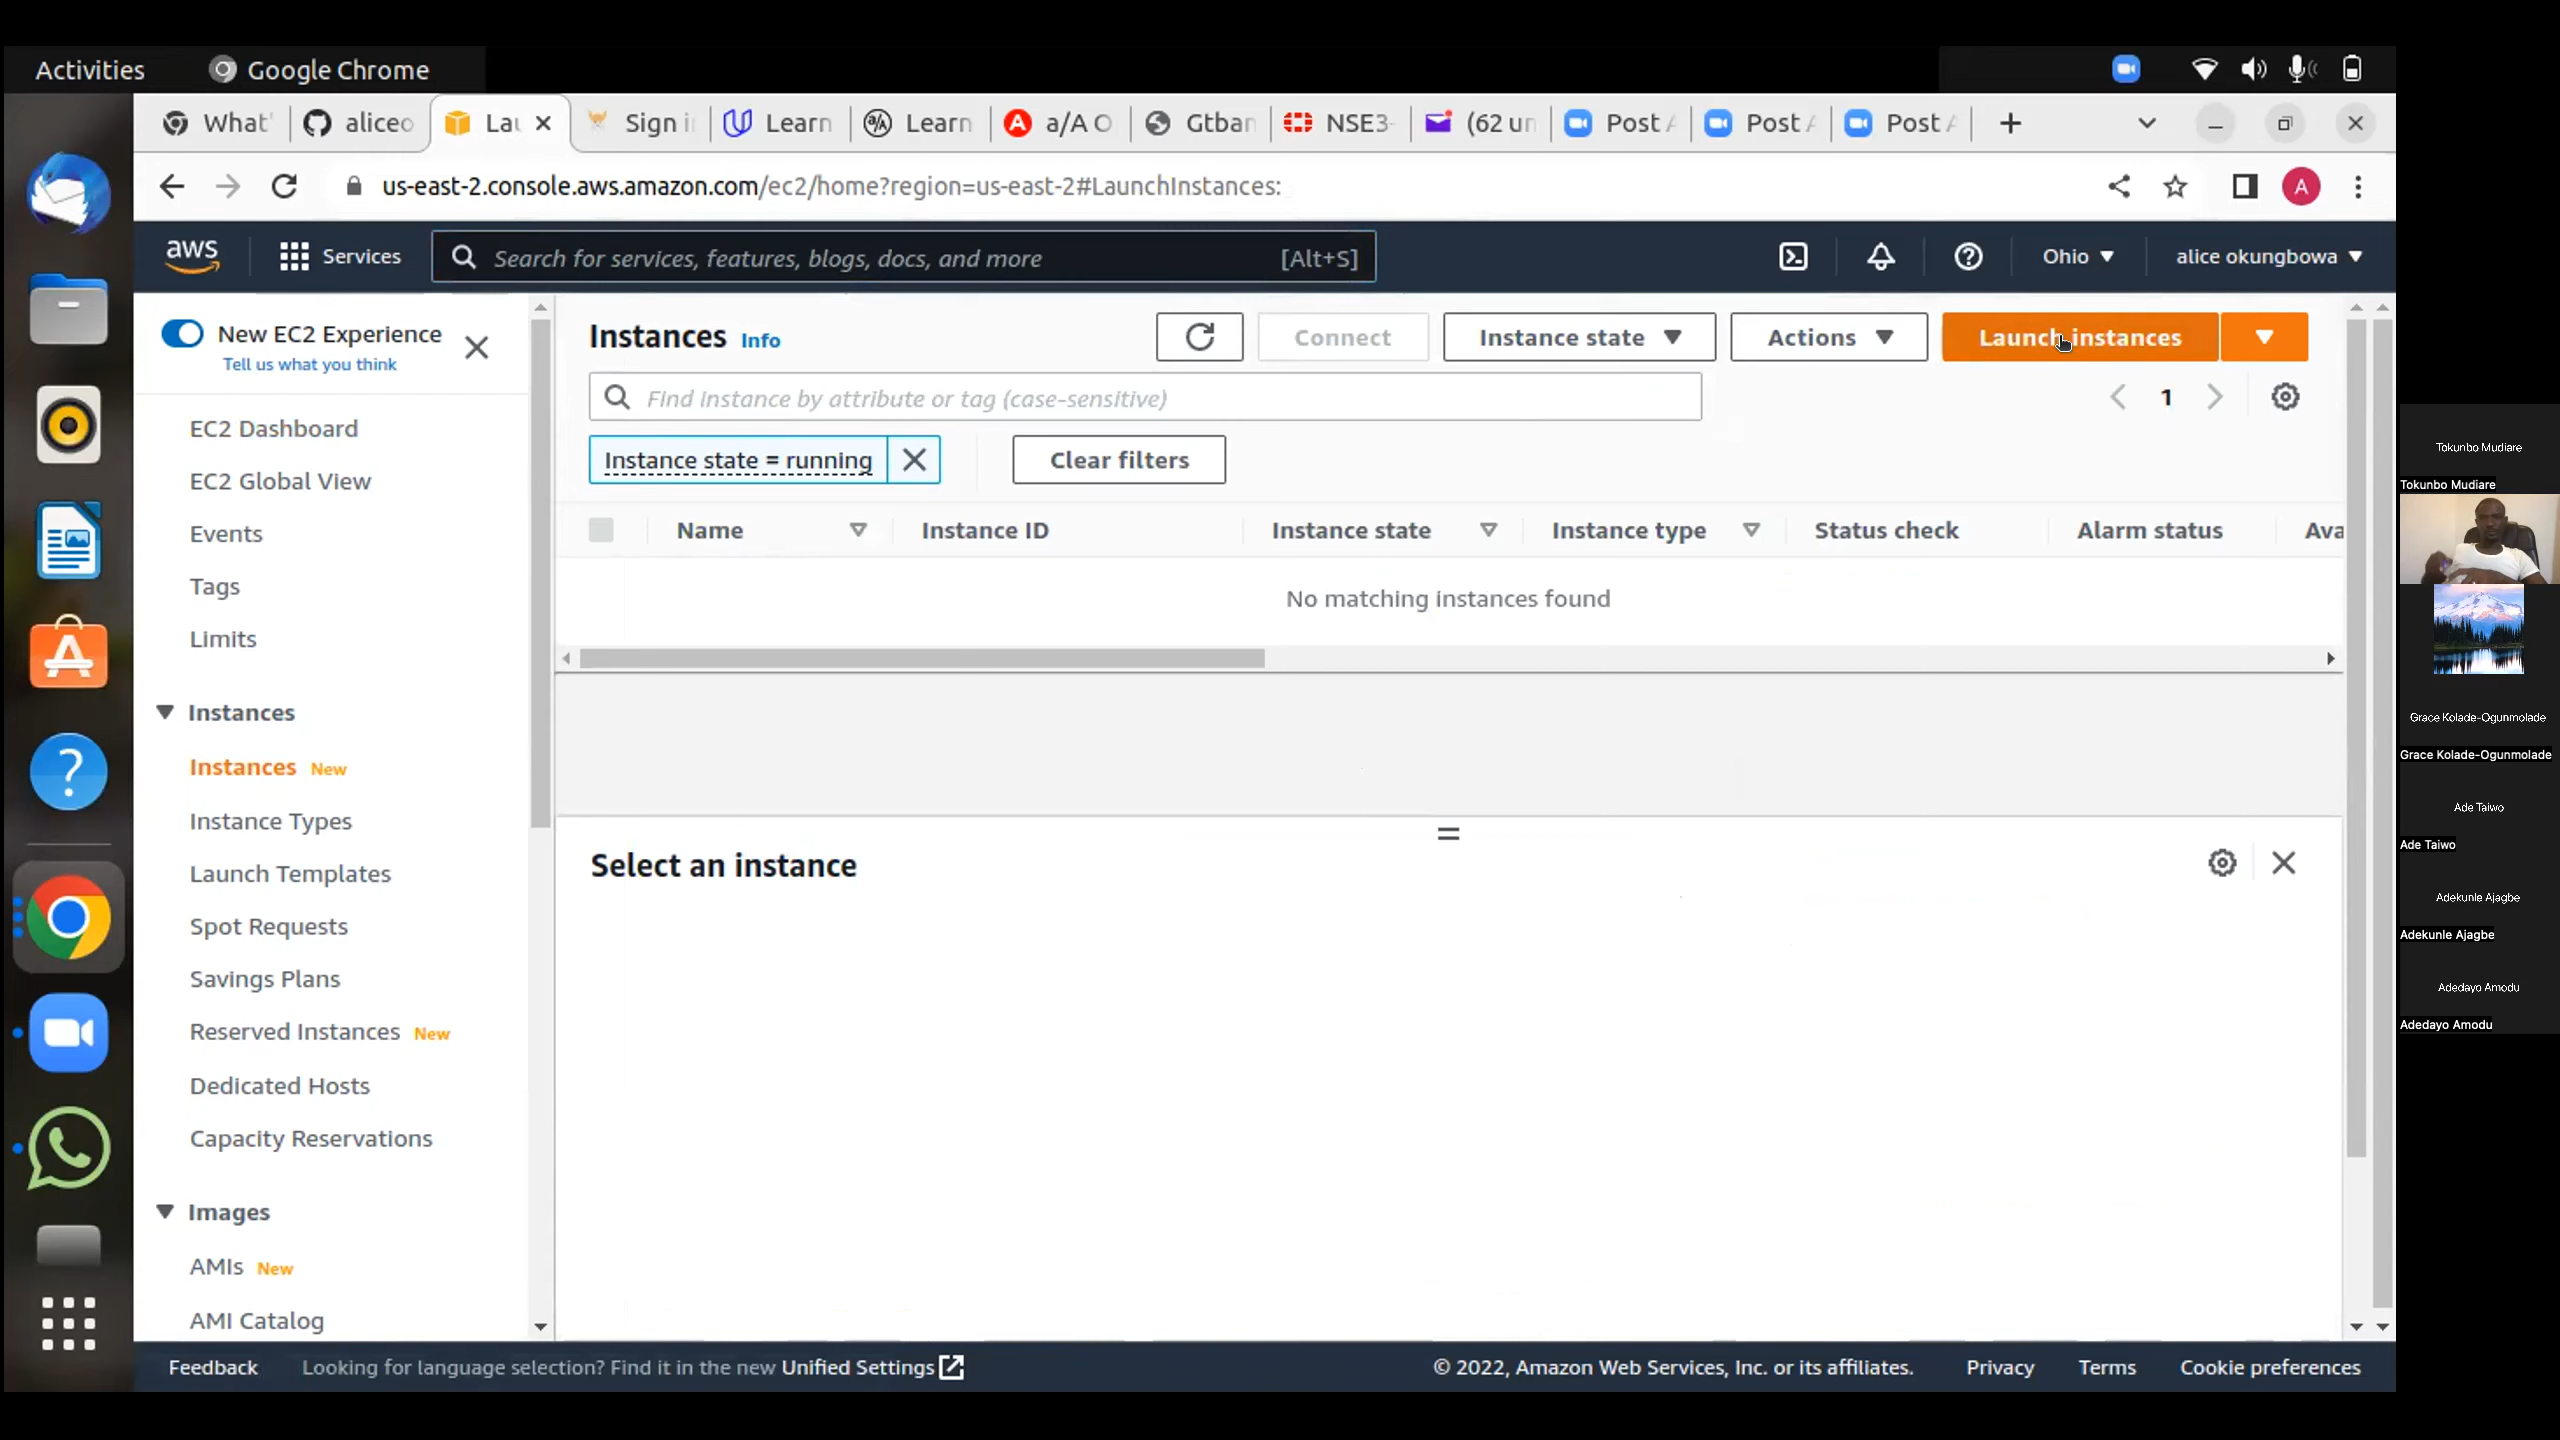 Activities
Google Chrome
What'
aliceo
Lau
Sign i
Learn
Learn
a/A O
Gtban
NSE3-
(62 un
Post A
Post A
Post A
us-east-2.console.aws.amazon.com/ec2/home?region=us-east-2#LaunchInstances:
A
aws
Services
Search for services, features, blogs, docs, and more
[Alt+S]
Ohio
alice okungbowa
New EC2 Experience
Tell us what you think
EC2 Dashboard
EC2 Global View
Events
Tags
Limits
Instances
Instances New
Instance Types
Launch Templates
Spot Requests
Savings Plans
Reserved Instances New
Dedicated Hosts
Capacity Reservations
Images
AMIs New
AMI Catalog
Instances Info
Connect
Instance state
Actions
Launch instances
Find instance by attribute or tag (case-sensitive)
1
Instance state = running
Clear filters
Name
Instance ID
Instance state
Instance type
Status check
Alarm status
Ava
No matching instances found
Select an instance
Feedback
Looking for language selection? Find it in the new Unified Settings
© 2022, Amazon Web Services, Inc. or its affiliates.
Privacy
Terms
Cookie preferences
Tokunbo Mudiare
Tokunbo Mudiare
Grace Kolade-Ogunmolade
Grace Kolade-Ogunmolade
Ade Taiwo
Ade Taiwo
Adekunle Ajagbe
Adekunle Ajagbe
Adedayo Amodu
Adedayo Amodu